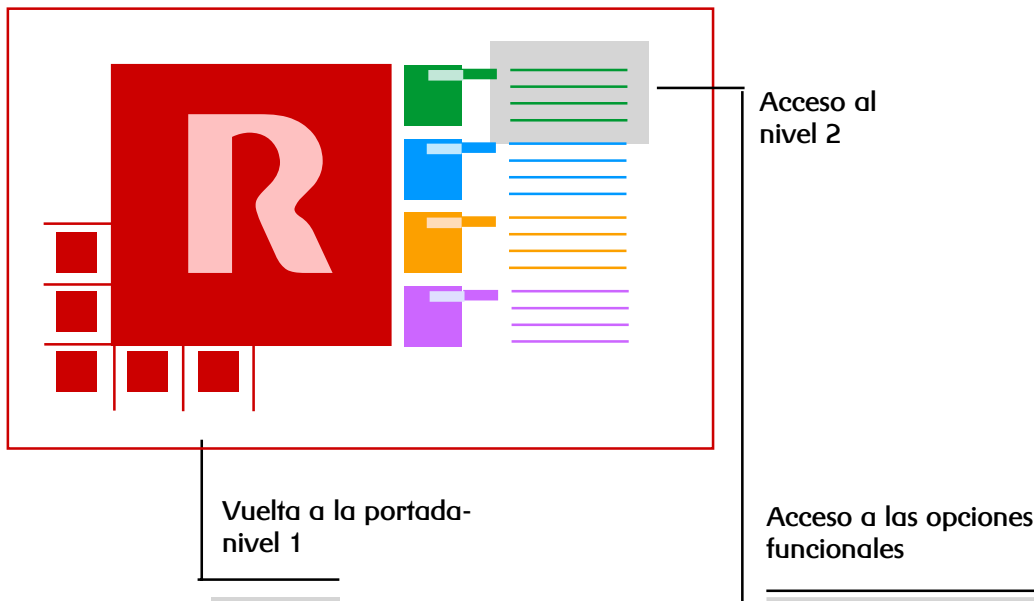 R
Acceso al
nivel 2
Vuelta a la portada-
nivel 1
Acceso a las opciones
funcionales